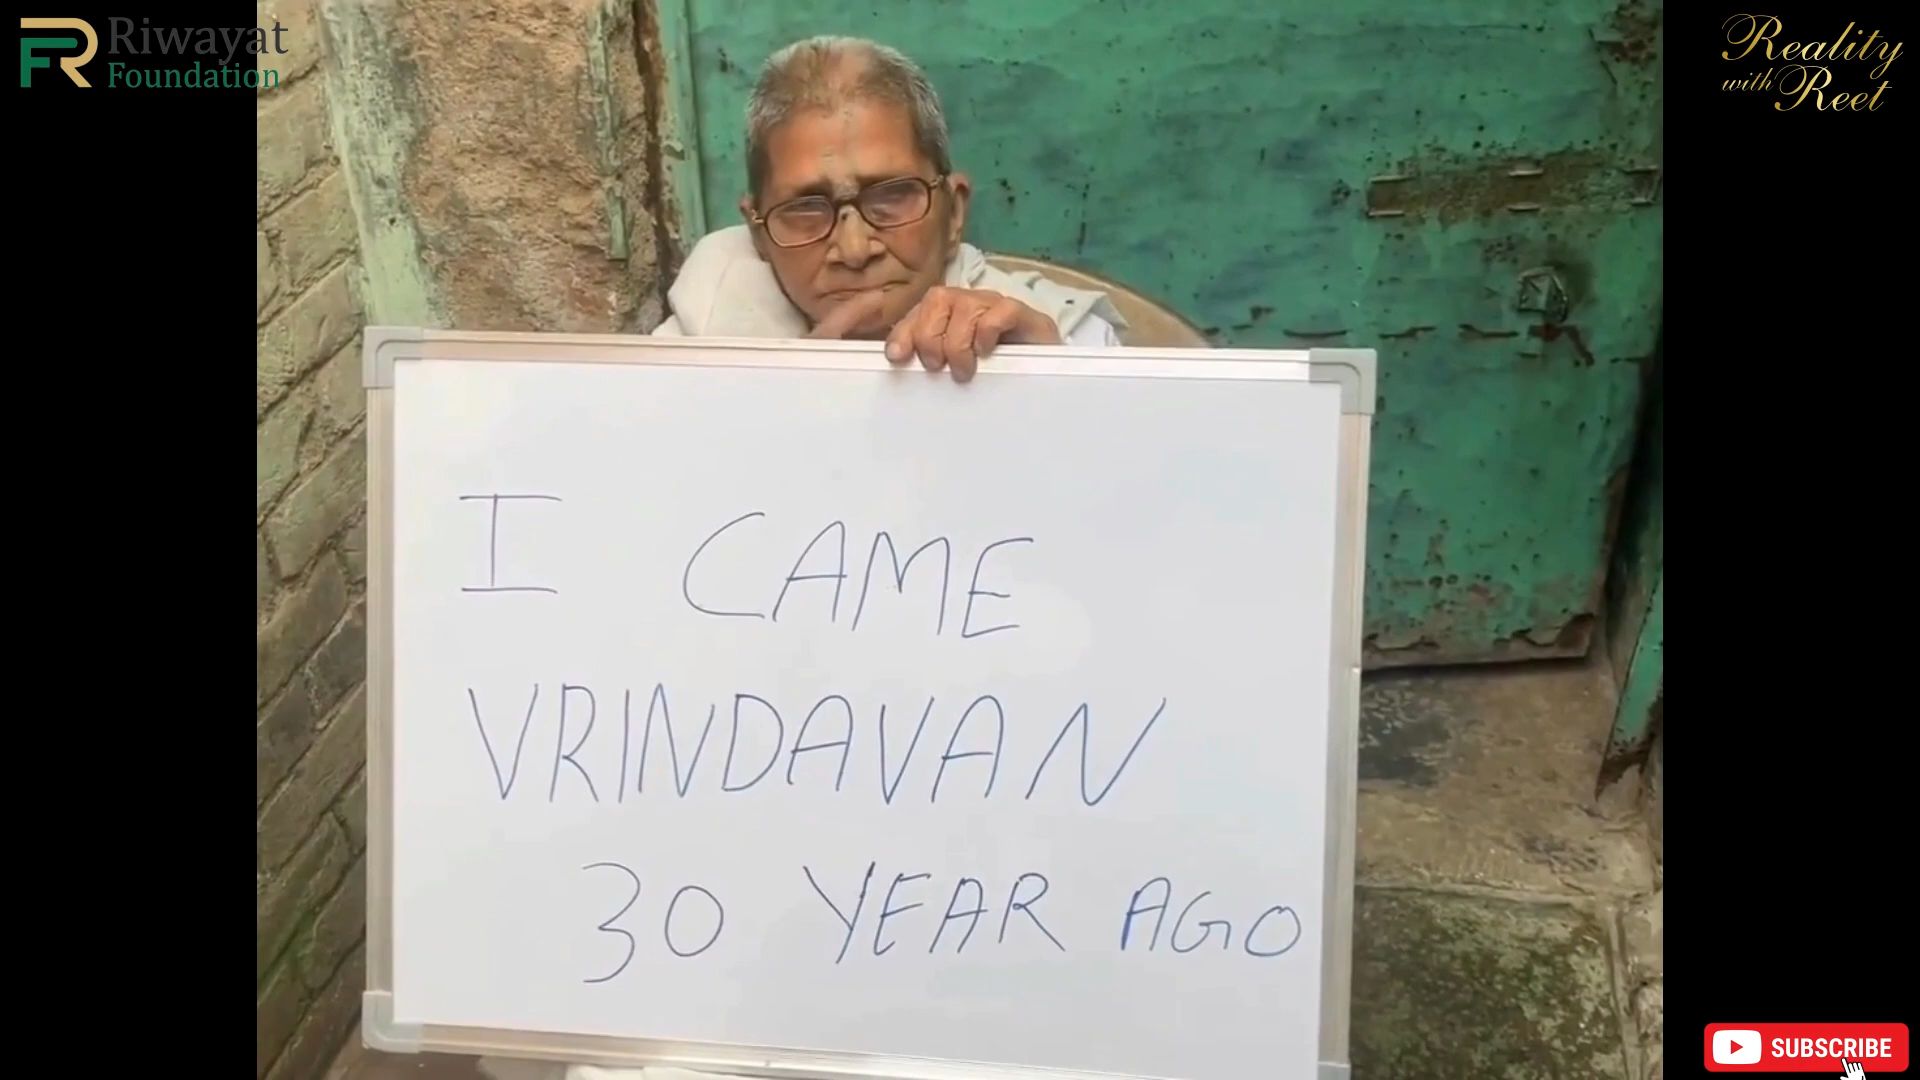 Riwayat
Foundation
Reality
with Reet
I CAME
VRINDAVAN
30 YEAR AGO
SUBSCRIBE